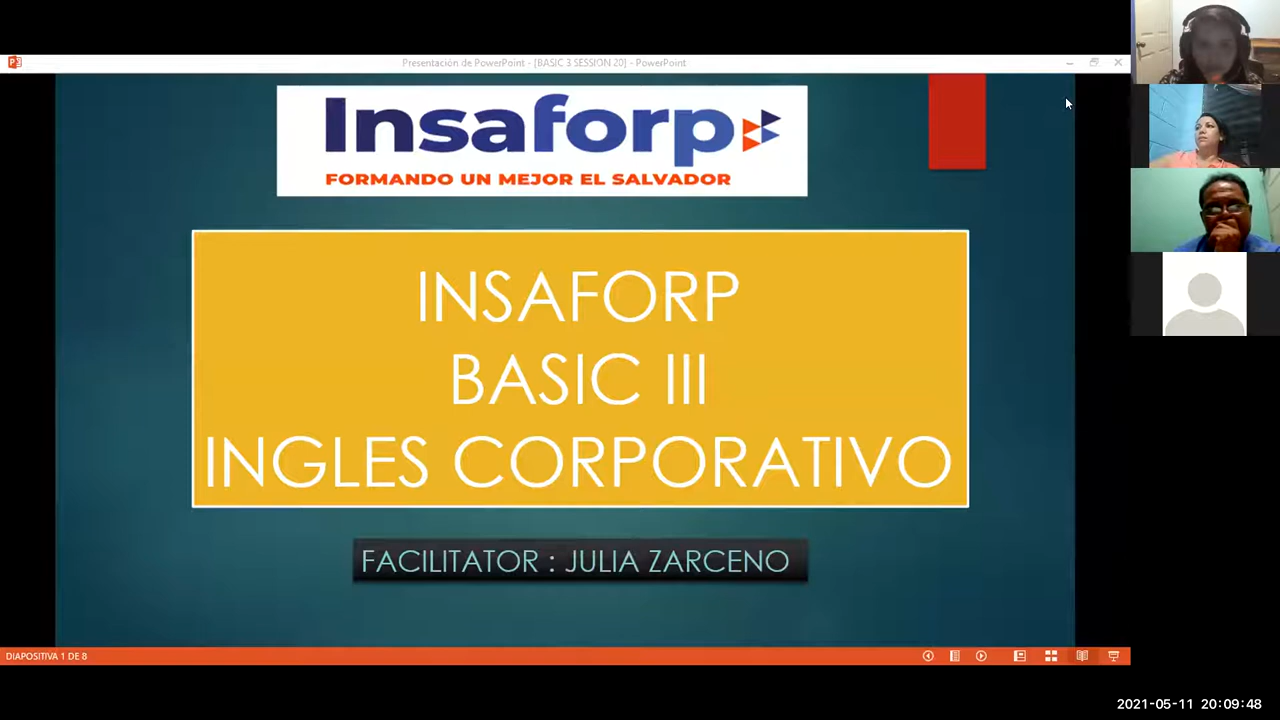 Presentación de PowerPoint - [BASIC 3 SESSION 20] - PowerPoint
Insaforp
FORMANDO UN MEJOR EL SALVADOR
INSAFORP
BASIC III
INGLES CORPORATIVO
FACILITATOR : JULIA ZARCENO
DIAPOSITIVA 1 DE 8
2021-05-11 20:09:48